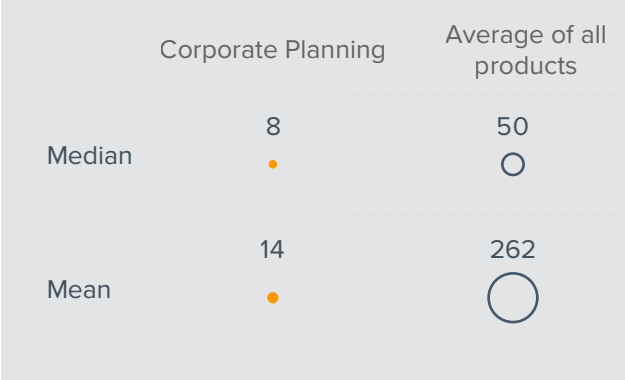 Corporate Planning
Average of all
products
8
50
Median
14
262
Mean